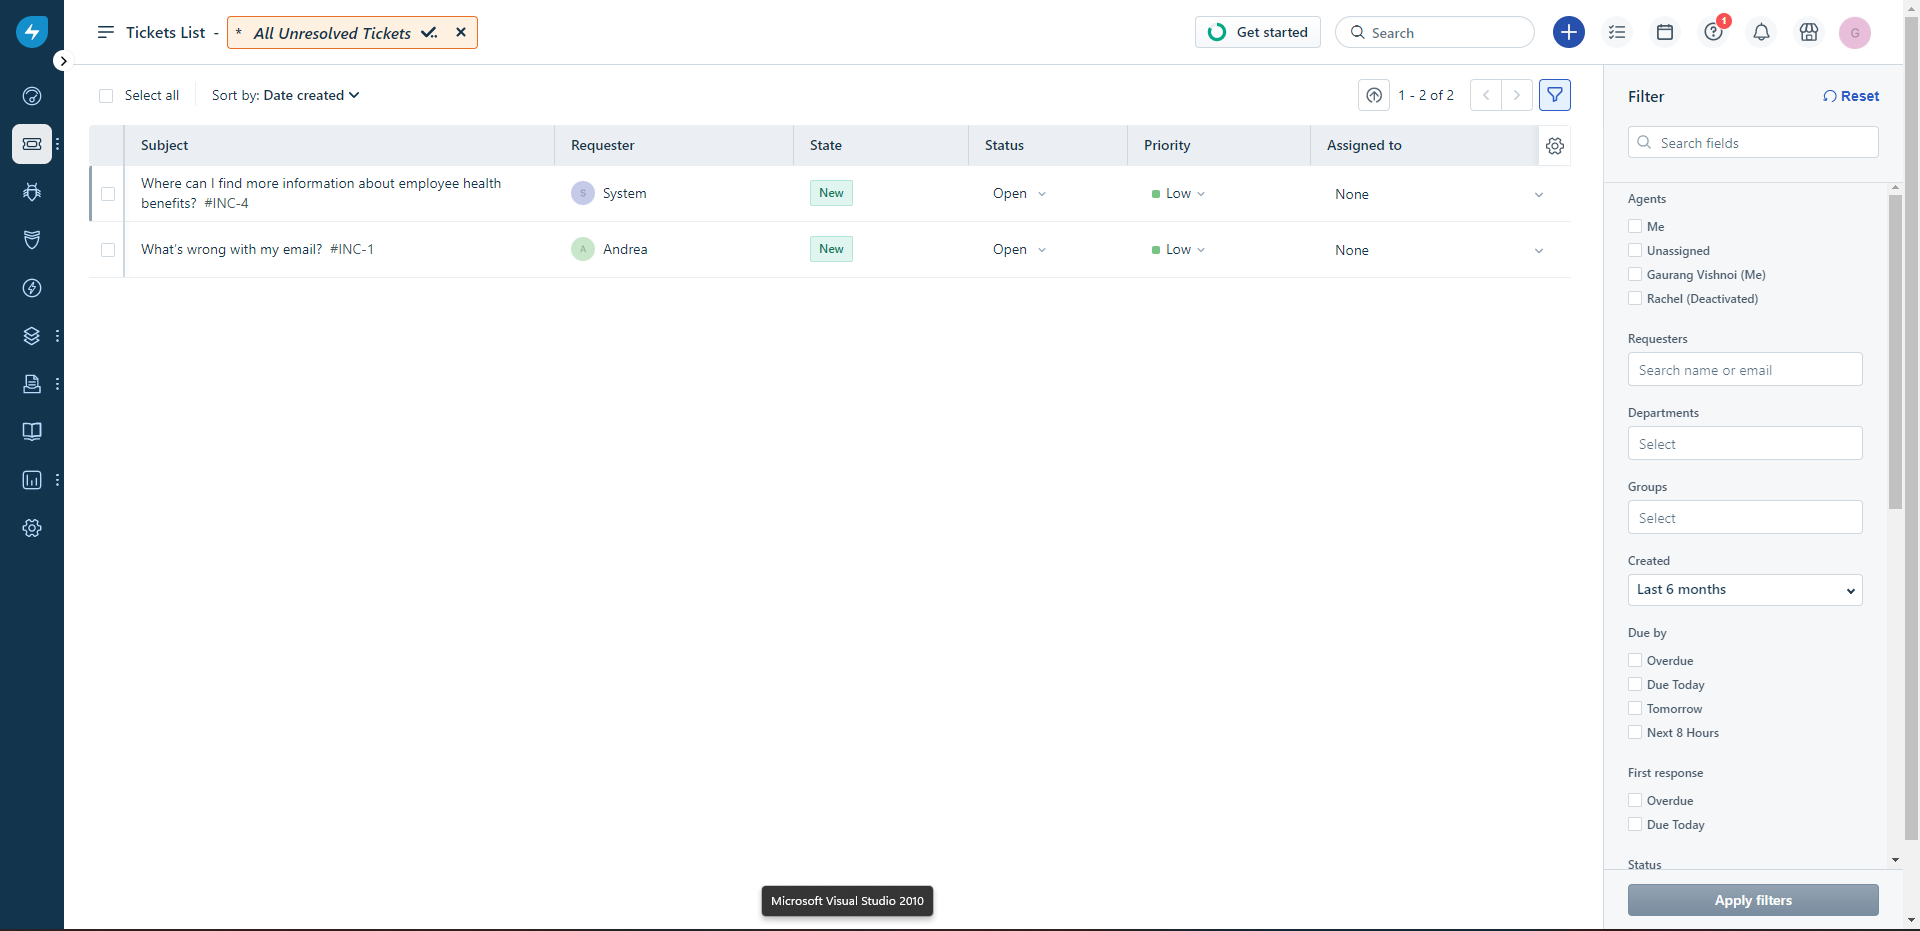 Tickets List - * All Unresolved Tickets
Get started
Search
1
G
Select all
Sort by: Date created
1 - 2 of 2
Subject Requester State Status Priority Assigned to
Where can I find more information about employee health
benefits? #INC-4
S System New Open Low None
What's wrong with my email? #INC-1
A Andrea New Open Low None
Filter
Reset
Search fields
Agents
Me
Unassigned
Gaurang Vishnoi (Me)
Rachel (Deactivated)
Requesters
Search name or email
Departments
Select
Groups
Select
Created
Last 6 months
Due by
Overdue
Due Today
Tomorrow
Next 8 Hours
First response
Overdue
Due Today
Status
Apply filters
Microsoft Visual Studio 2010